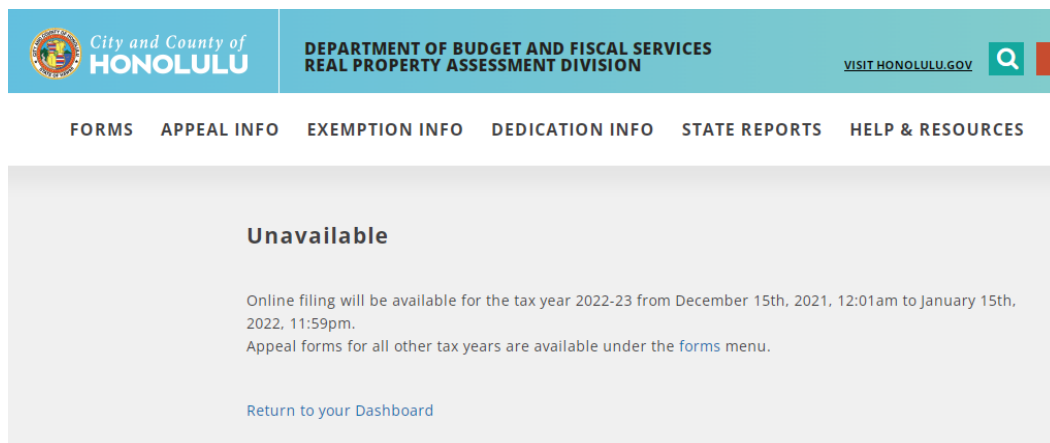 City and County of
HONOLULU
DEPARTMENT OF BUDGET AND FISCAL SERVICES
REAL PROPERTY ASSESSMENT DIVISION
VISIT HONOLULU.GOV
FORMS APPEAL INFO EXEMPTION INFO DEDICATION INFO STATE REPORTS HELP & RESOURCES
Unavailable
Online filing will be available for the tax year 2022-23 from December 15th, 2021, 12:01am to January 15th,
2022, 11:59pm.
Appeal forms for all other tax years are available under the forms menu.
Return to your Dashboard